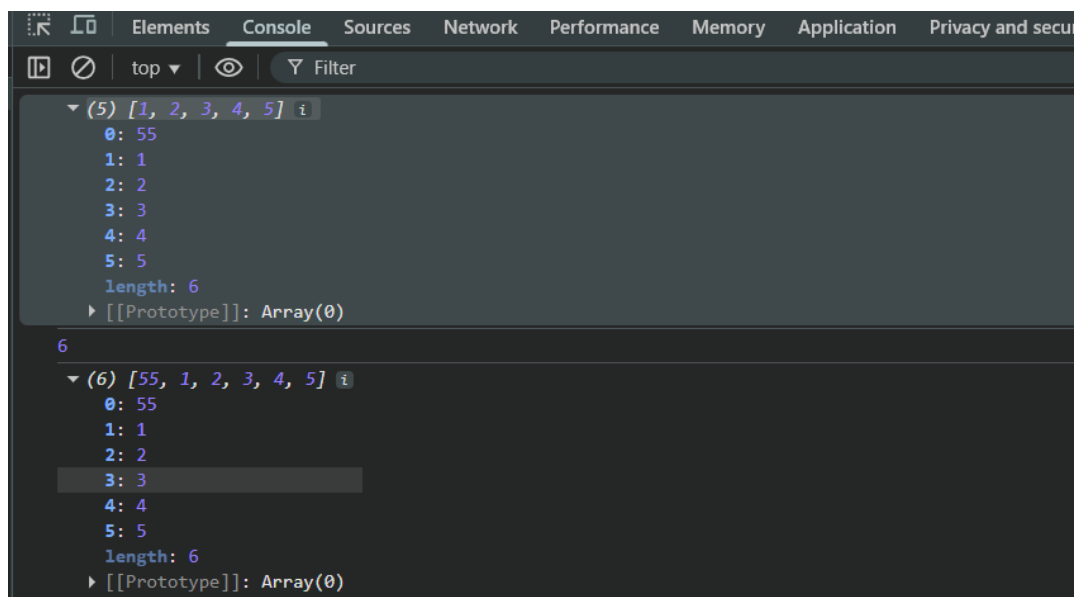 Elements Console Sources Network Performance Memory Application Privacy and secur
top Filter
(5) [1, 2, 3, 4, 5] i
0: 55
1: 1
2: 2
3: 3
4: 4
5: 5
length: 6
[[Prototype]]: Array(0)
6
(6) [55, 1, 2, 3, 4, 5] i
0: 55
1: 1
2: 2
3: 3
4: 4
5: 5
length: 6
[[Prototype]]: Array(0)